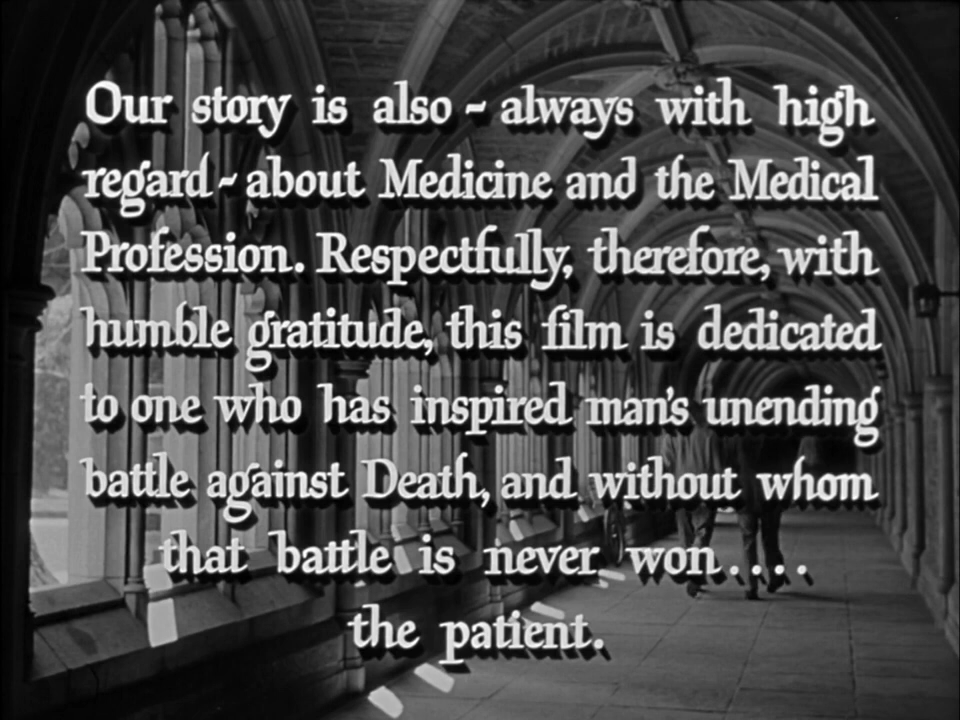 Our story is also ~ always with high
regard ~ about Medicine and the Medical
Profession. Respectfully, therefore, with
humble gratitude, this film is dedicated
to one who has inspired man's unending
battle against Death, and without whom
that battle is never won....
the patient.